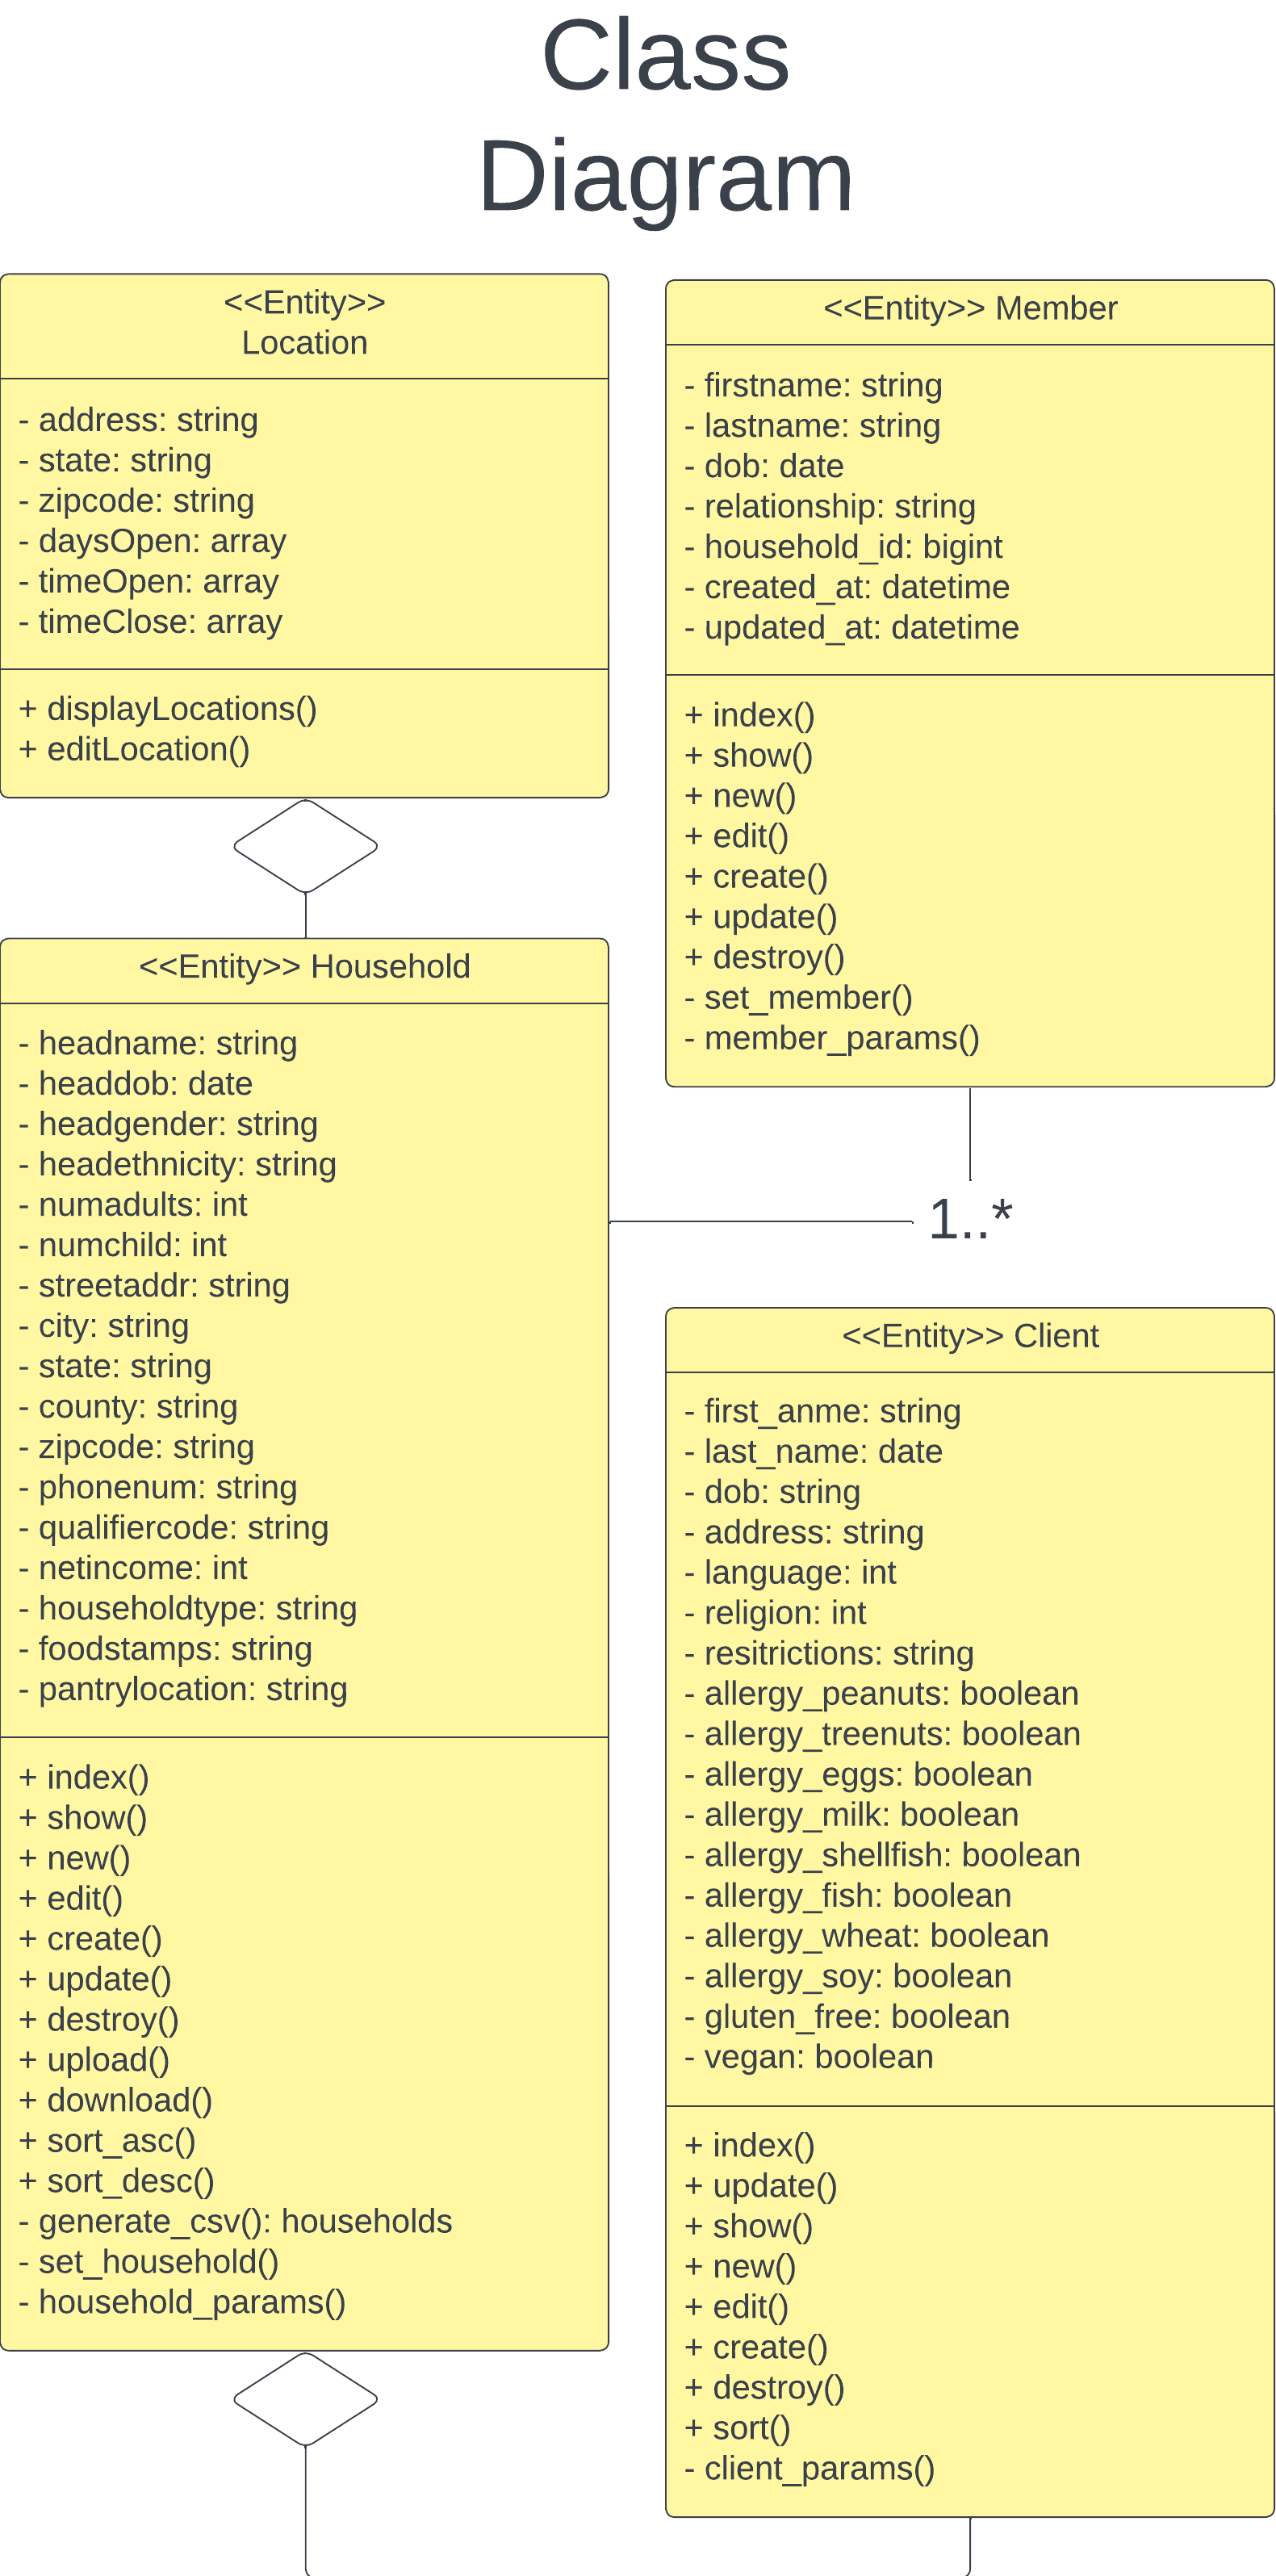 Class
Diagram
<<Entity>>
Location
- address: string
- state: string
- zipcode: string
- daysOpen: array
- timeOpen: array
- timeClose: array
+ displayLocations()
+ editLocation()
<<Entity>> Member
- firstname: string
- lastname: string
- dob: date
- relationship: string
- household_id: bigint
- created_at: datetime
- updated_at: datetime
+ index()
+ show()
+ new()
+ edit()
+ create()
+ update()
+ destroy()
- set_member()
- member_params()
<<Entity>> Household
- headname: string
- headdob: date
- headgender: string
- headethnicity: string
- numadults: int
- numchild: int
- streetaddr: string
- city: string
- state: string
- county: string
- zipcode: string
- phonenum: string
- qualifiercode: string
- netincome: int
- householdtype: string
- foodstamps: string
- pantrylocation: string
+ index()
+ show()
+ new()
+ edit()
+ create()
+ update()
+ destroy()
+ upload()
+ download()
+ sort_asc()
+ sort_desc()
- generate_csv(): households
- set_household()
- household_params()
1..*
<<Entity>> Client
- first_anme: string
- last_name: date
- dob: string
- address: string
- language: int
- religion: int
- resitrictions: string
- allergy_peanuts: boolean
- allergy_treenuts: boolean
- allergy_eggs: boolean
- allergy_milk: boolean
- allergy_shellfish: boolean
- allergy_fish: boolean
- allergy_wheat: boolean
- allergy_soy: boolean
- gluten_free: boolean
- vegan: boolean
+ index()
+ update()
+ show()
+ new()
+ edit()
+ create()
+ destroy()
+ sort()
- client_params()